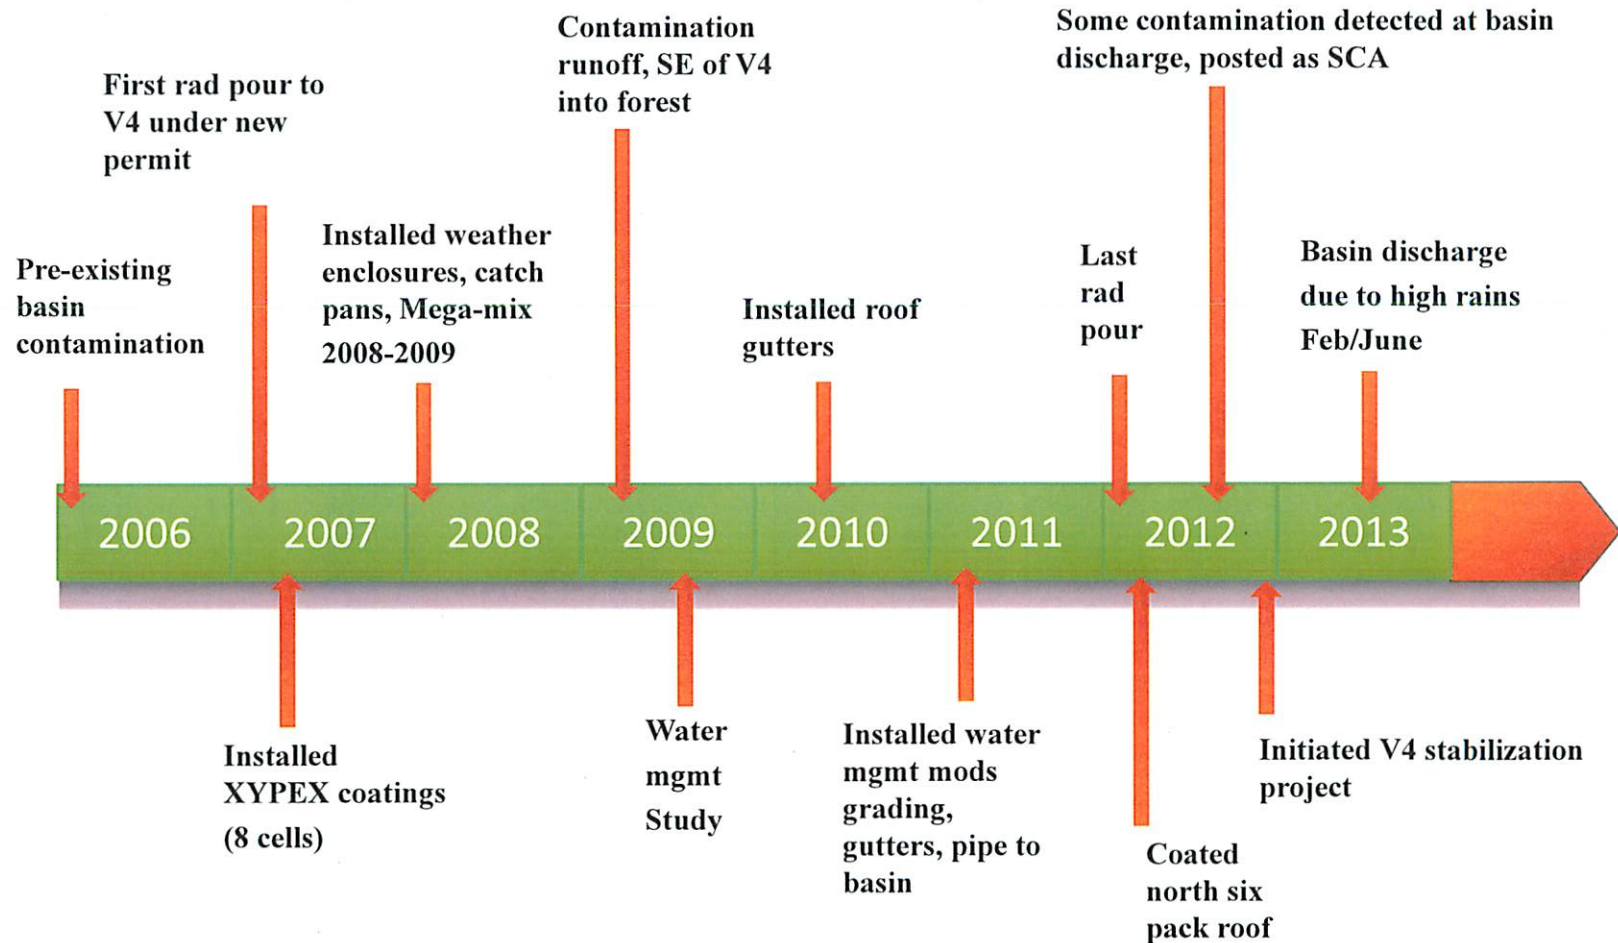 First rad pour to
V4 under new
permit
Contamination
runoff, SE of V4
into forest
Some contamination detected at basin
discharge, posted as SCA
Pre-existing
basin
contamination
Installed weather
enclosures, catch
pans, Mega-mix
2008-2009
Installed roof
gutters
Last
rad
pour
Basin discharge
due to high rains
Feb/June
2006 2007 2008 2009 2010 2011 2012 2013
Installed
XYPEX coatings
(8 cells)
Water
mgmt
Study
Installed water
mgmt mods
grading,
gutters, pipe to
basin
Coated
north six
pack roof
Initiated V4 stabilization
project